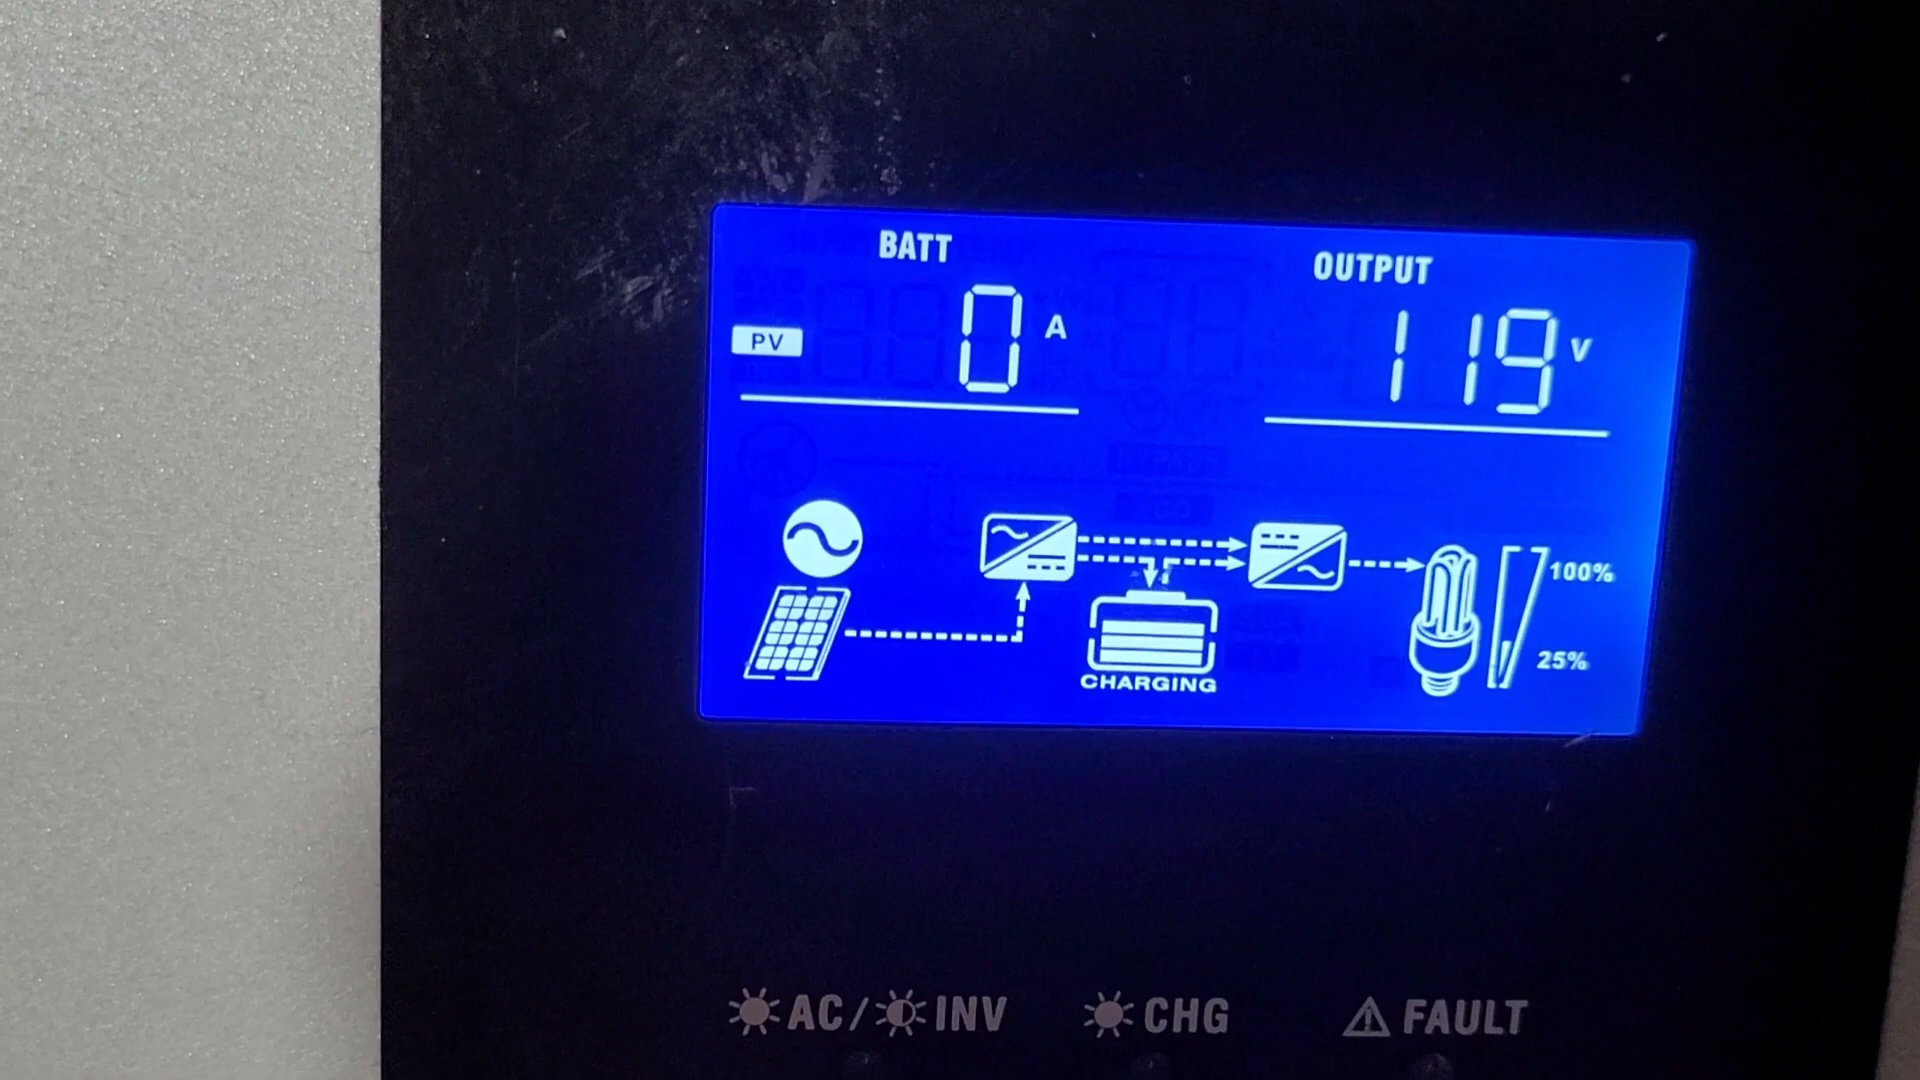 BATT OUTPUT
PV 0 A 119 V
100%
25%
CHARGING
AC/ INV CHG FAULT